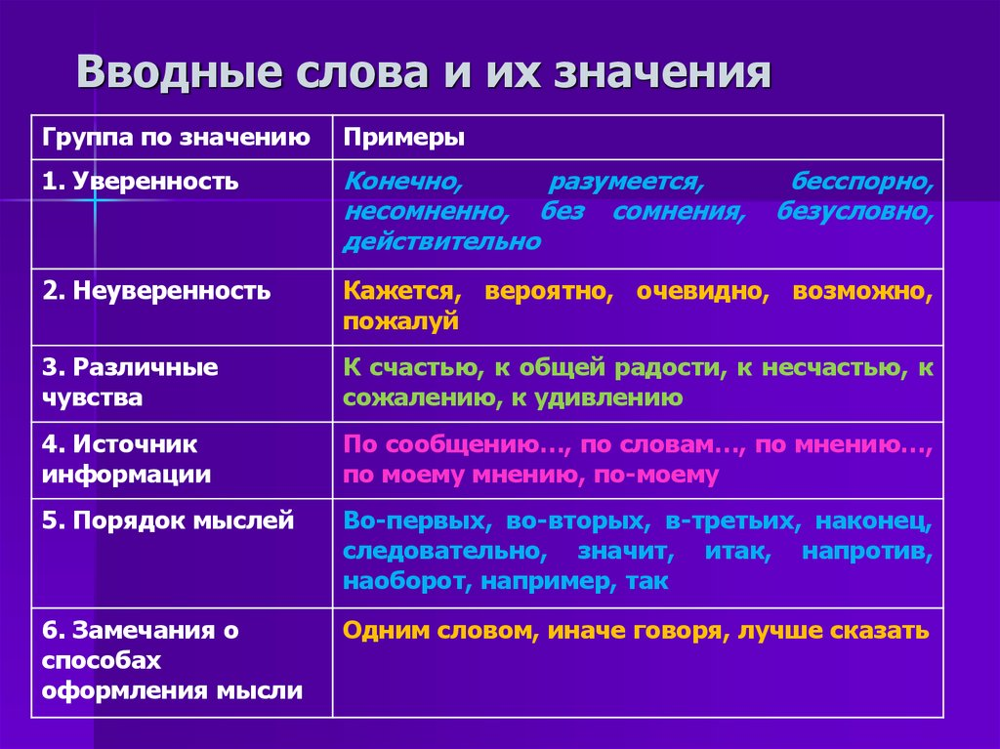 Вводные слова и их значения
Группа по значению
Примеры
1. Уверенность
Конечно, разумеется, бесспорно,
несомненно, без сомнения, безусловно,
действительно
2. Неуверенность
Кажется, вероятно, очевидно, возможно,
пожалуй
3. Различные
чувства
К счастью, к общей радости, к несчастью, к
сожалению, к удивлению
4. Источник
информации
По сообщению…, по словам…, по мнению…,
по моему мнению, по-моему
5. Порядок мыслей
Во-первых, во-вторых, в-третьих, наконец,
следовательно, значит, итак, напротив,
наоборот, например, так
6. Замечания о
способах
оформления мысли
Одним словом, иначе говоря, лучше сказать